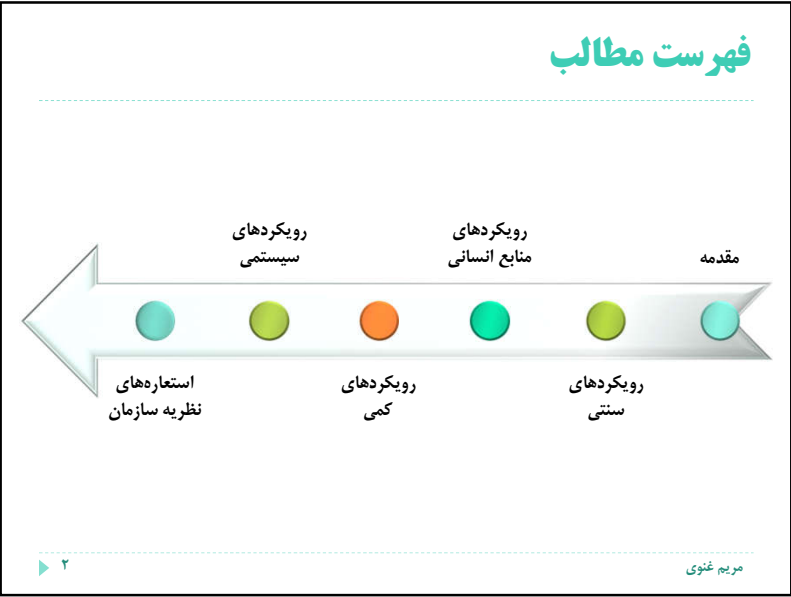 فهرست مطالب
مقدمه
رویکردهای
سنتی
رویکردهای
منابع انسانی
رویکردهای
کمی
رویکردهای
سیستمی
استعاره‌های
نظریه سازمان
مریم غنوی
۲